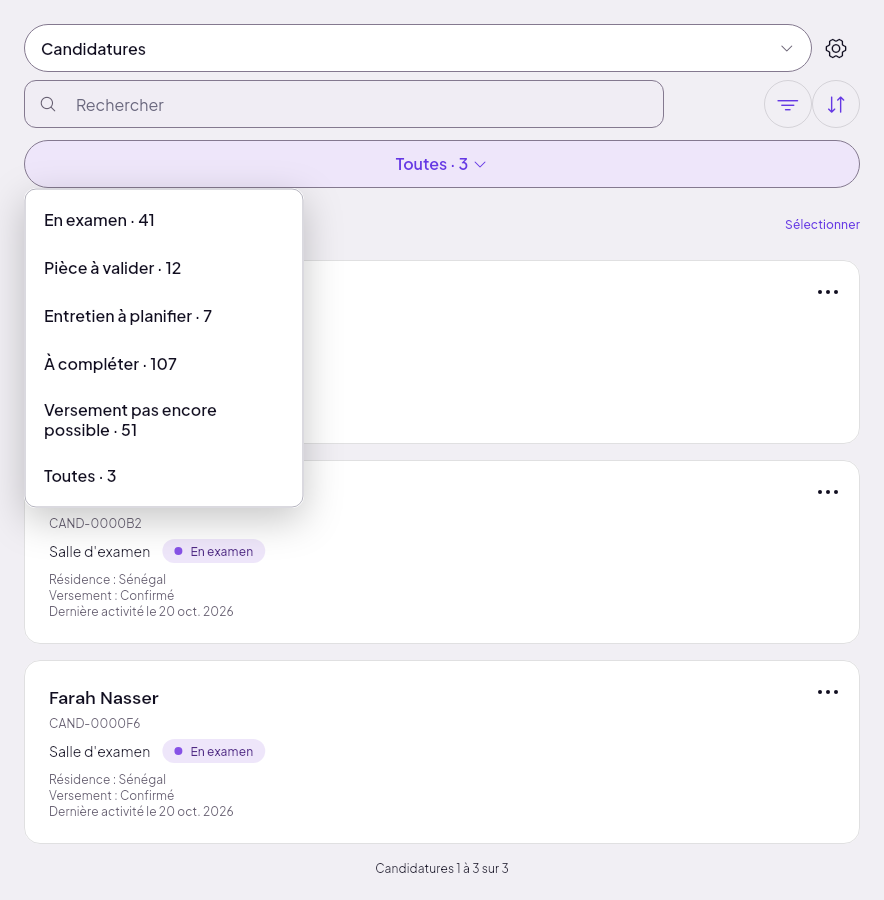 Candidatures
Rechercher
Toutes · 3
En examen · 41
Pièce à valider · 12
Entretien à planifier · 7
À compléter · 107
Versement pas encore
possible · 51
Toutes · 3
Sélectionner
CAND-0000B2
Salle d'examen En examen
Résidence : Sénégal
Versement : Confirmé
Dernière activité le 20 oct. 2026
Farah Nasser
CAND-0000F6
Salle d'examen En examen
Résidence : Sénégal
Versement : Confirmé
Dernière activité le 20 oct. 2026
Candidatures 1 à 3 sur 3